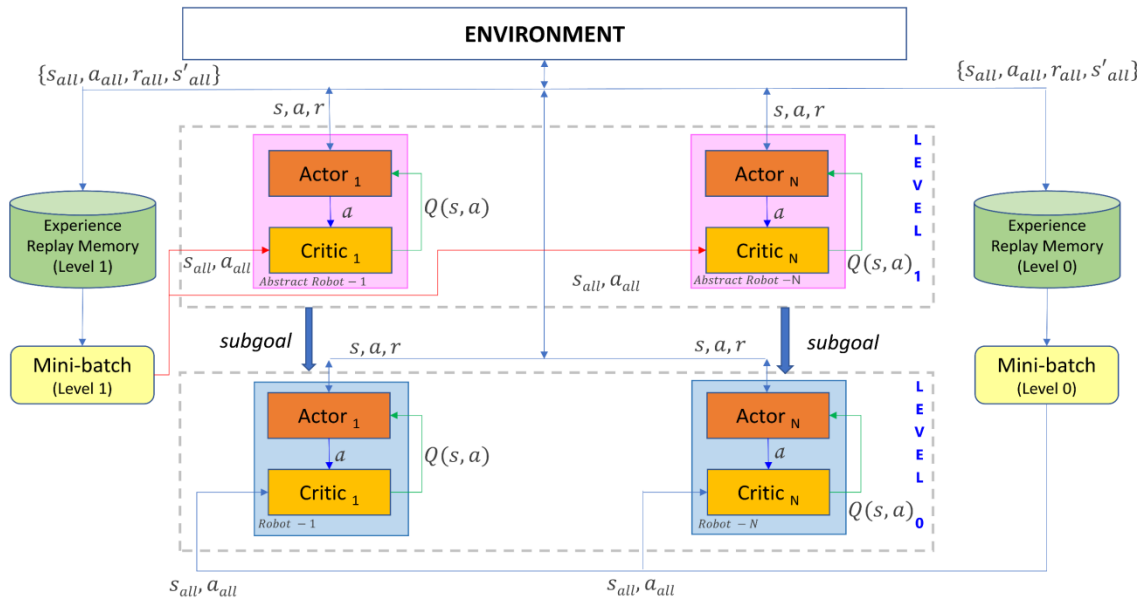 ENVIRONMENT
{s_all, a_all, r_all, s'_all}
{s_all, a_all, r_all, s'_all}
s, a, r
s, a, r
Actor 1
a
Critic 1
Q(s, a)
Abstract Robot − 1
Actor N
a
Critic N
Q(s, a)
Abstract Robot −N
LEVEL 1
Experience
Replay Memory
(Level 1)
Experience
Replay Memory
(Level 0)
s_all, a_all
s_all, a_all
subgoal
subgoal
Mini-batch
(Level 1)
Mini-batch
(Level 0)
s, a, r
s, a, r
Actor 1
a
Critic 1
Q(s, a)
Robot − 1
Actor N
a
Critic N
Q(s, a)
Robot − N
LEVEL 0
s_all, a_all
s_all, a_all